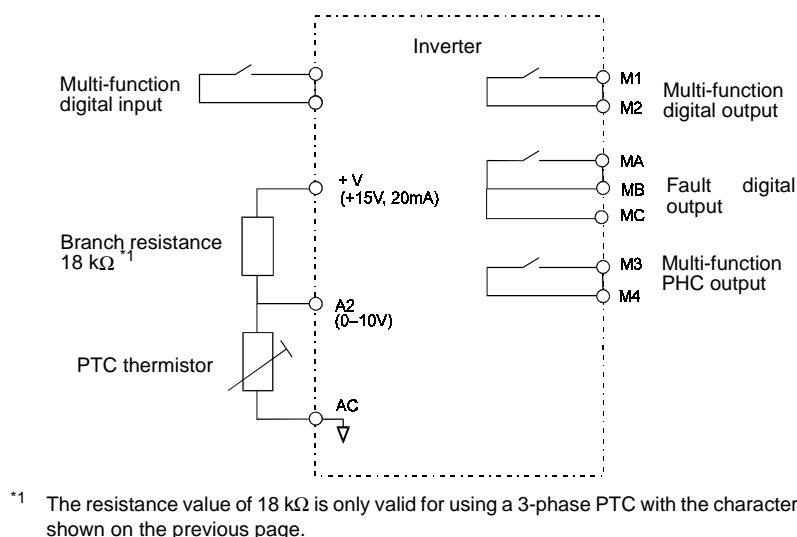 Inverter
Multi-function
digital input
M1
M2
Multi-function
digital output
+ V
(+15V, 20mA)
MA
MB
MC
Fault digital
output
Branch resistance
18 kΩ *1
M3
M4
Multi-function
PHC output
A2
(0–10V)
PTC thermistor
AC
*1 The resistance value of 18 kΩ is only valid for using a 3-phase PTC with the character
shown on the previous page.